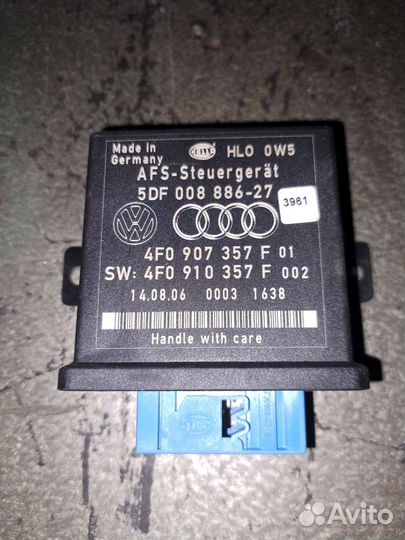 Made in
Germany
HELLA
HLO 0W5
AFS-Steuergerät
5DF 008 886-27
3961
4F0 907 357 F 01
SW: 4F0 910 357 F 002
14.08.06 0003 1638
Handle with care
HELLA
Avito